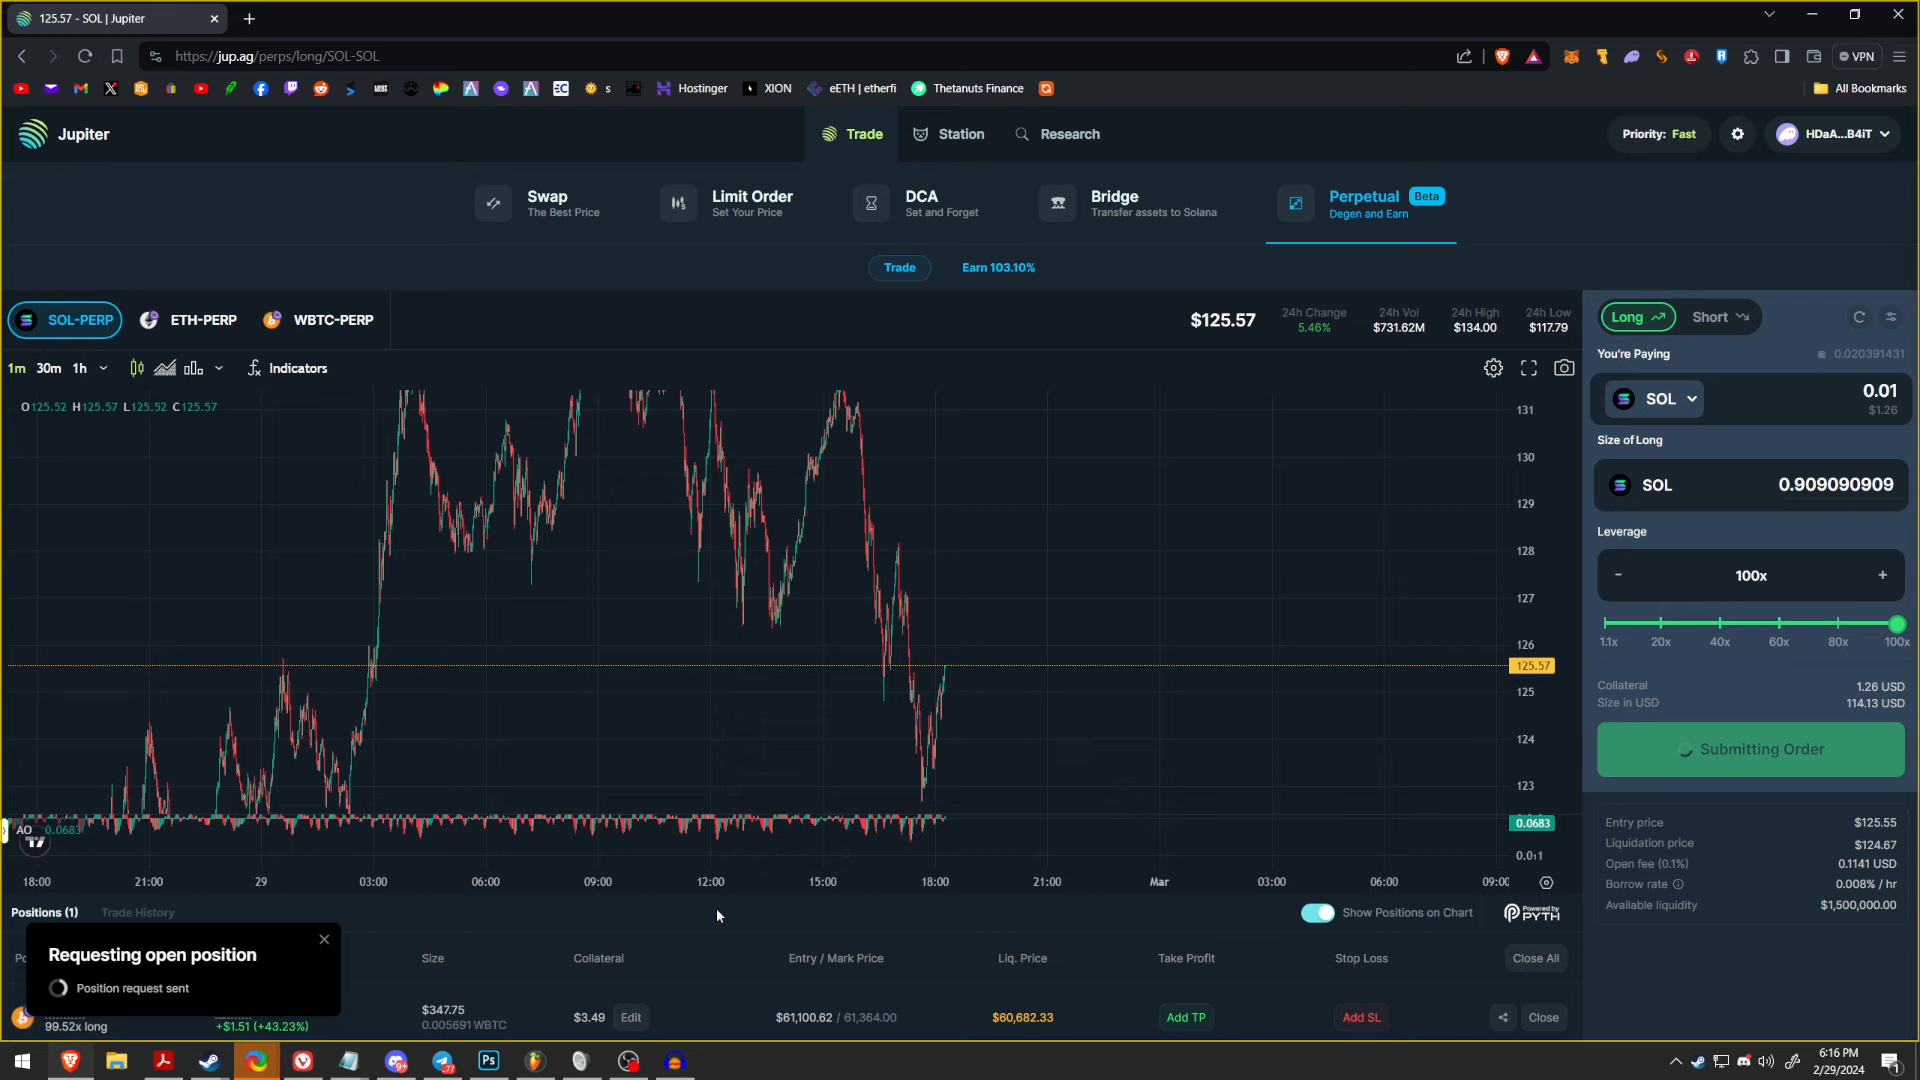 125.57 - SOL | Jupiter
https://jup.ag/perps/long/SOL-SOL
VPN
s
Hostinger
XION
eETH | etherfi
Thetanuts Finance
All Bookmarks
Jupiter
Trade
Station
Research
Priority: Fast
HDaA...B4iT
Swap
The Best Price
Limit Order
Set Your Price
DCA
Set and Forget
Bridge
Transfer assets to Solana
Perpetual Beta
Degen and Earn
Trade
Earn 103.10%
SOL-PERP
ETH-PERP
WBTC-PERP
$125.57
24h Change
5.46%
24h Vol
$731.62M
24h High
$134.00
24h Low
$117.79
1m 30m 1h
Indicators
O125.52 H125.57 L125.52 C125.57
131
130
129
128
127
126
125.57
125
124
123
AO 0.0683
0.0683
18:00 21:00 29 03:00 06:00 09:00 12:00 15:00 18:00 21:00 Mar 03:00 06:00 09:00
Long
Short
You're Paying
0.020391431
SOL
0.01
$1.26
Size of Long
SOL
0.909090909
Leverage
- 100x +
1.1x 20x 40x 60x 80x 100x
Collateral 1.26 USD
Size in USD 114.13 USD
Submitting Order
Entry price $125.55
Liquidation price $124.67
Open fee (0.1%) 0.1141 USD
Borrow rate 0.008% / hr
Available liquidity $1,500,000.00
Positions (1)
Trade History
Show Positions on Chart
Powered by
PYTH
Requesting open position
Position request sent
Size
Collateral
Entry / Mark Price
Liq. Price
Take Profit
Stop Loss
Close All
99.52x long
+$1.51 (+43.23%)
$347.75
0.005691 WBTC
$3.49 Edit
$61,100.62 / 61,364.00
$60,682.33
Add TP
Add SL
Close
9+
77
Ps
6:16 PM
2/29/2024
1